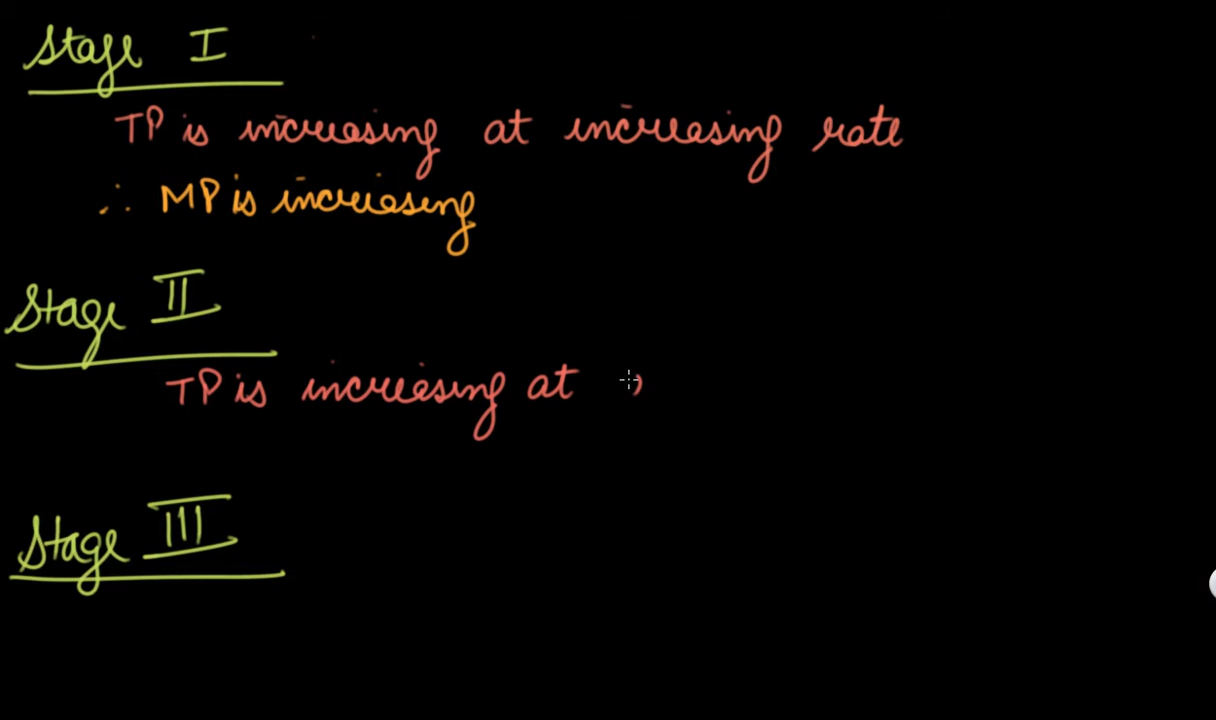 Stage I
TP is increasing at increasing rate
∴ MP is increasing
Stage II
TP is increasing at
Stage III